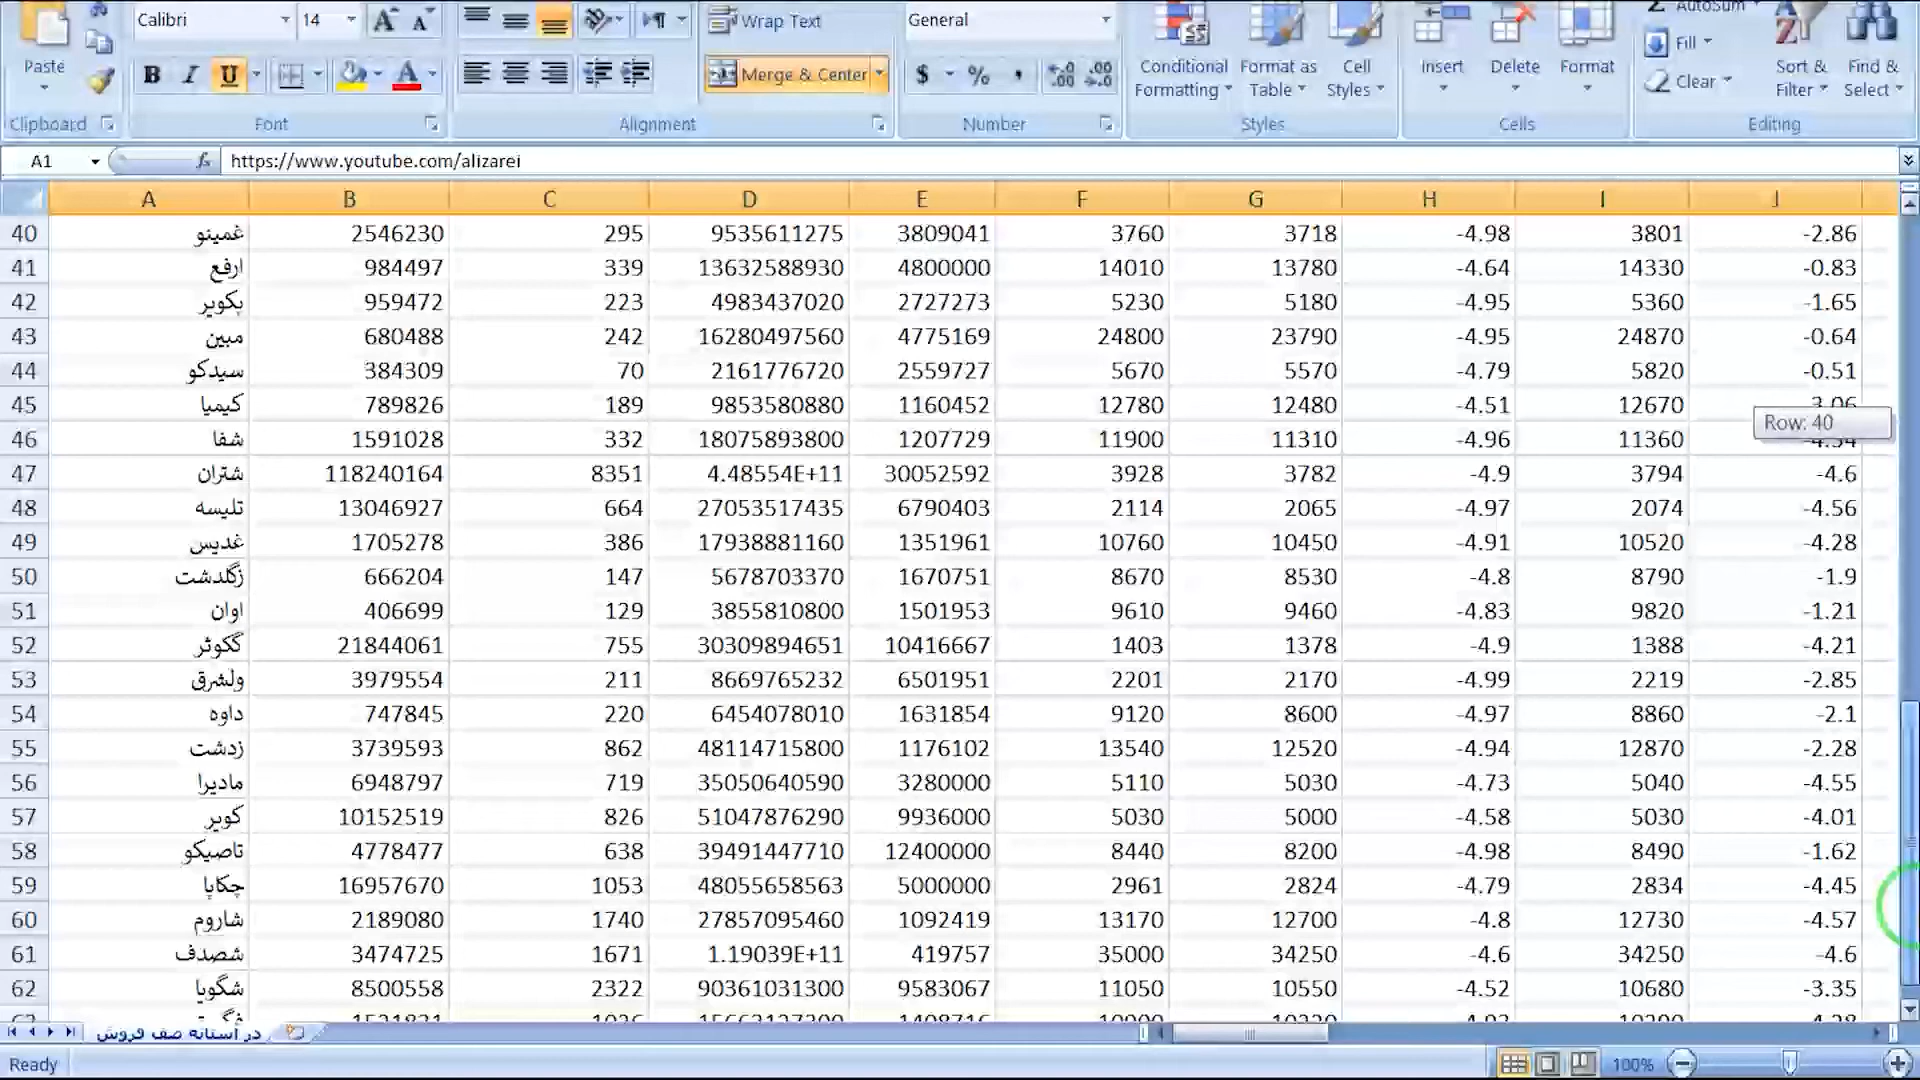 Calibri 14 Wrap Text General AutoSum
Paste Conditional Formatting Format as Table Cell Styles Insert Delete Format Fill Sort & Filter Find & Select
B I U Merge & Center $ % , Clear
Clipboard Font Alignment Number Styles Cells Editing
A1 fx https://www.youtube.com/alizarei
A B C D E F G H I J
40 غمینو 2546230 295 9535611275 3809041 3760 3718 -4.98 3801 -2.86
41 ارفع 984497 339 13632588930 4800000 14010 13780 -4.64 14330 -0.83
42 پکویر 959472 223 4983437020 2727273 5230 5180 -4.95 5360 -1.65
43 مبین 680488 242 16280497560 4775169 24800 23790 -4.95 24870 -0.64
44 سیدکو 384309 70 2161776720 2559727 5670 5570 -4.79 5820 -0.51
45 کیمیا 789826 189 9853580880 1160452 12780 12480 -4.51 12670
Row: 40
46 شفا 1591028 332 18075893800 1207729 11900 11310 -4.96 11360
47 شتران 118240164 8351 4.48554E+11 30052592 3928 3782 -4.9 3794 -4.6
48 تلیسه 13046927 664 27053517435 6790403 2114 2065 -4.97 2074 -4.56
49 غدیس 1705278 386 17938881160 1351961 10760 10450 -4.91 10520 -4.28
50 زگلدشت 666204 147 5678703370 1670751 8670 8530 -4.8 8790 -1.9
51 اوان 406699 129 3855810800 1501953 9610 9460 -4.83 9820 -1.21
52 گکوثر 21844061 755 30309894651 10416667 1403 1378 -4.9 1388 -4.21
53 ولشرق 3979554 211 8669765232 6501951 2201 2170 -4.99 2219 -2.85
54 داوه 747845 220 6454078010 1631854 9120 8600 -4.97 8860 -2.1
55 زدشت 3739593 862 48114715800 1176102 13540 12520 -4.94 12870 -2.28
56 مادیرا 6948797 719 35050640590 3280000 5110 5030 -4.73 5040 -4.55
57 کویر 10152519 826 51047876290 9936000 5030 5000 -4.58 5030 -4.01
58 تاصیکو 4778477 638 39491447710 12400000 8440 8200 -4.98 8490 -1.62
59 چکاپا 16957670 1053 48055658563 5000000 2961 2824 -4.79 2834 -4.45
60 شاروم 2189080 1740 27857095460 1092419 13170 12700 -4.8 12730 -4.57
61 شصدف 3474725 1671 1.19039E+11 419757 35000 34250 -4.6 34250 -4.6
62 شگویا 8500558 2322 90361031300 9583067 11050 10550 -4.52 10680 -3.35
در آستانه صف فروش
Ready 100%